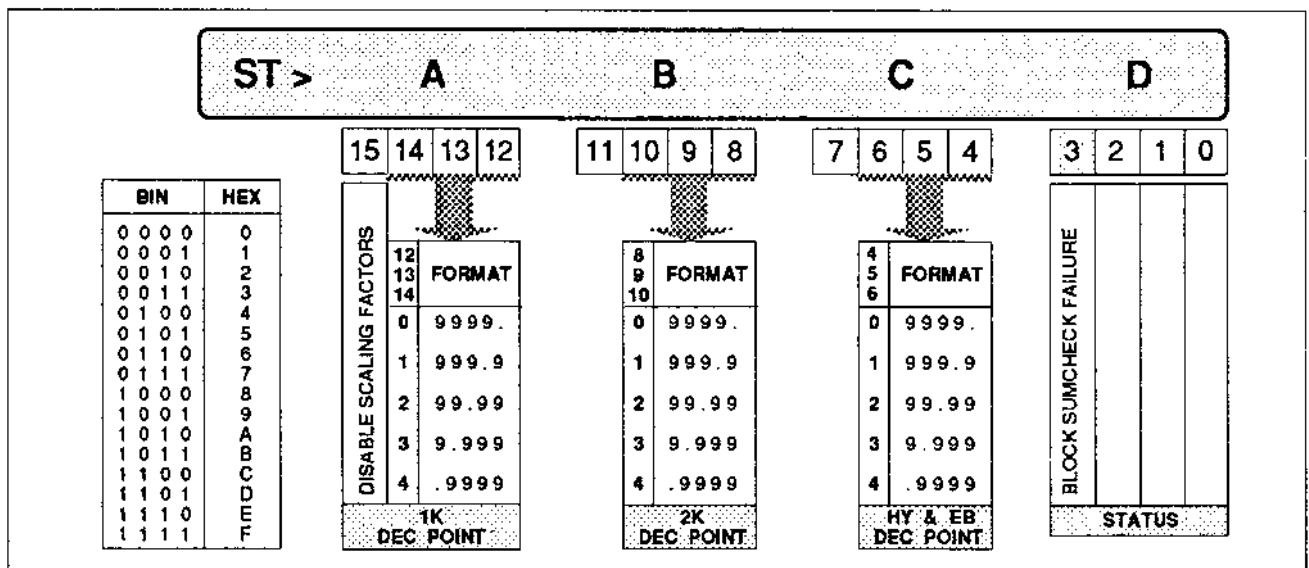 ST > A B C D
15 14 13 12 11 10 9 8 7 6 5 4 3 2 1 0
BIN HEX
0 0 0 0 0
0 0 0 1 1
0 0 1 0 2
0 0 1 1 3
0 1 0 0 4
0 1 0 1 5
0 1 1 0 6
0 1 1 1 7
1 0 0 0 8
1 0 0 1 9
1 0 1 0 A
1 0 1 1 B
1 1 0 0 C
1 1 0 1 D
1 1 1 0 E
1 1 1 1 F
DISABLE SCALING FACTORS
12
13
14
FORMAT
0 9999.
1 999.9
2 99.99
3 9.999
4 .9999
1K
DEC POINT
8
9
10
FORMAT
0 9999.
1 999.9
2 99.99
3 9.999
4 .9999
2K
DEC POINT
4
5
6
FORMAT
0 9999.
1 999.9
2 99.99
3 9.999
4 .9999
HY & EB
DEC POINT
BLOCK SUMCHECK FAILURE
STATUS